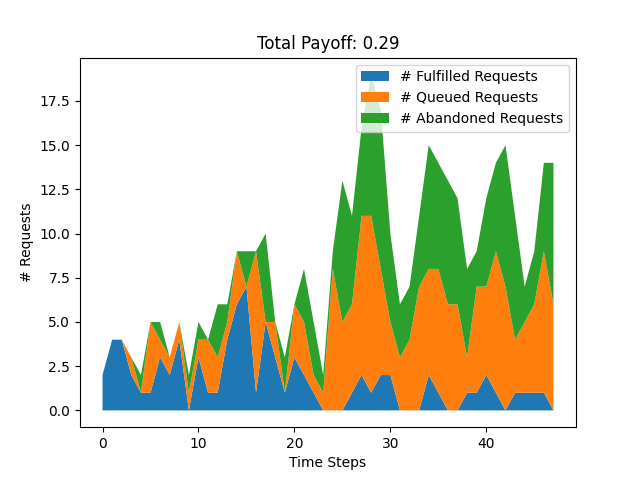 Total Payoff: 0.29
# Fulfilled Requests
# Queued Requests
# Abandoned Requests
17.5
15.0
12.5
10.0
7.5
5.0
2.5
0.0
# Requests
0 10 20 30 40
Time Steps